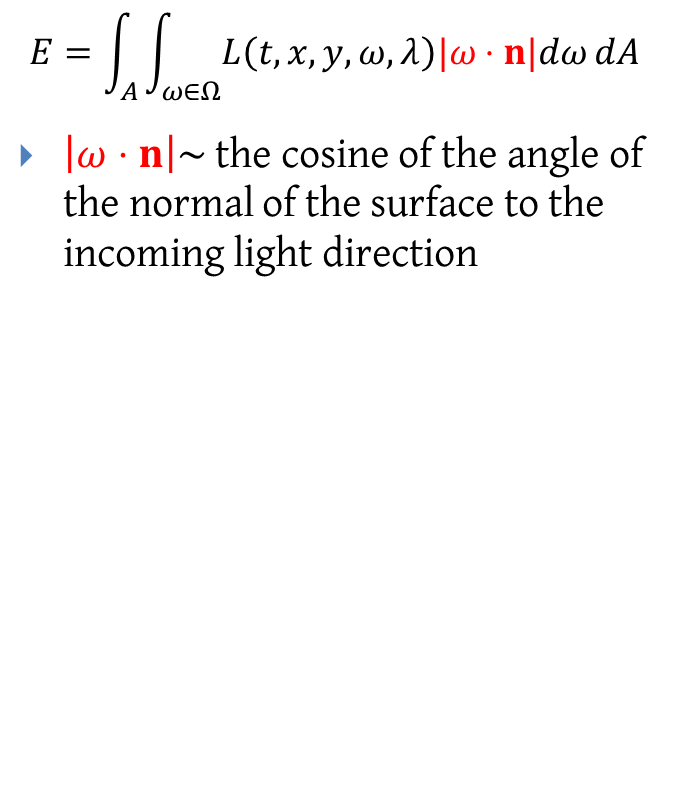 E = ∫_A ∫_{ω∈Ω} L(t, x, y, ω, λ)|ω · n|dω dA
|ω · n|~ the cosine of the angle of
the normal of the surface to the
incoming light direction